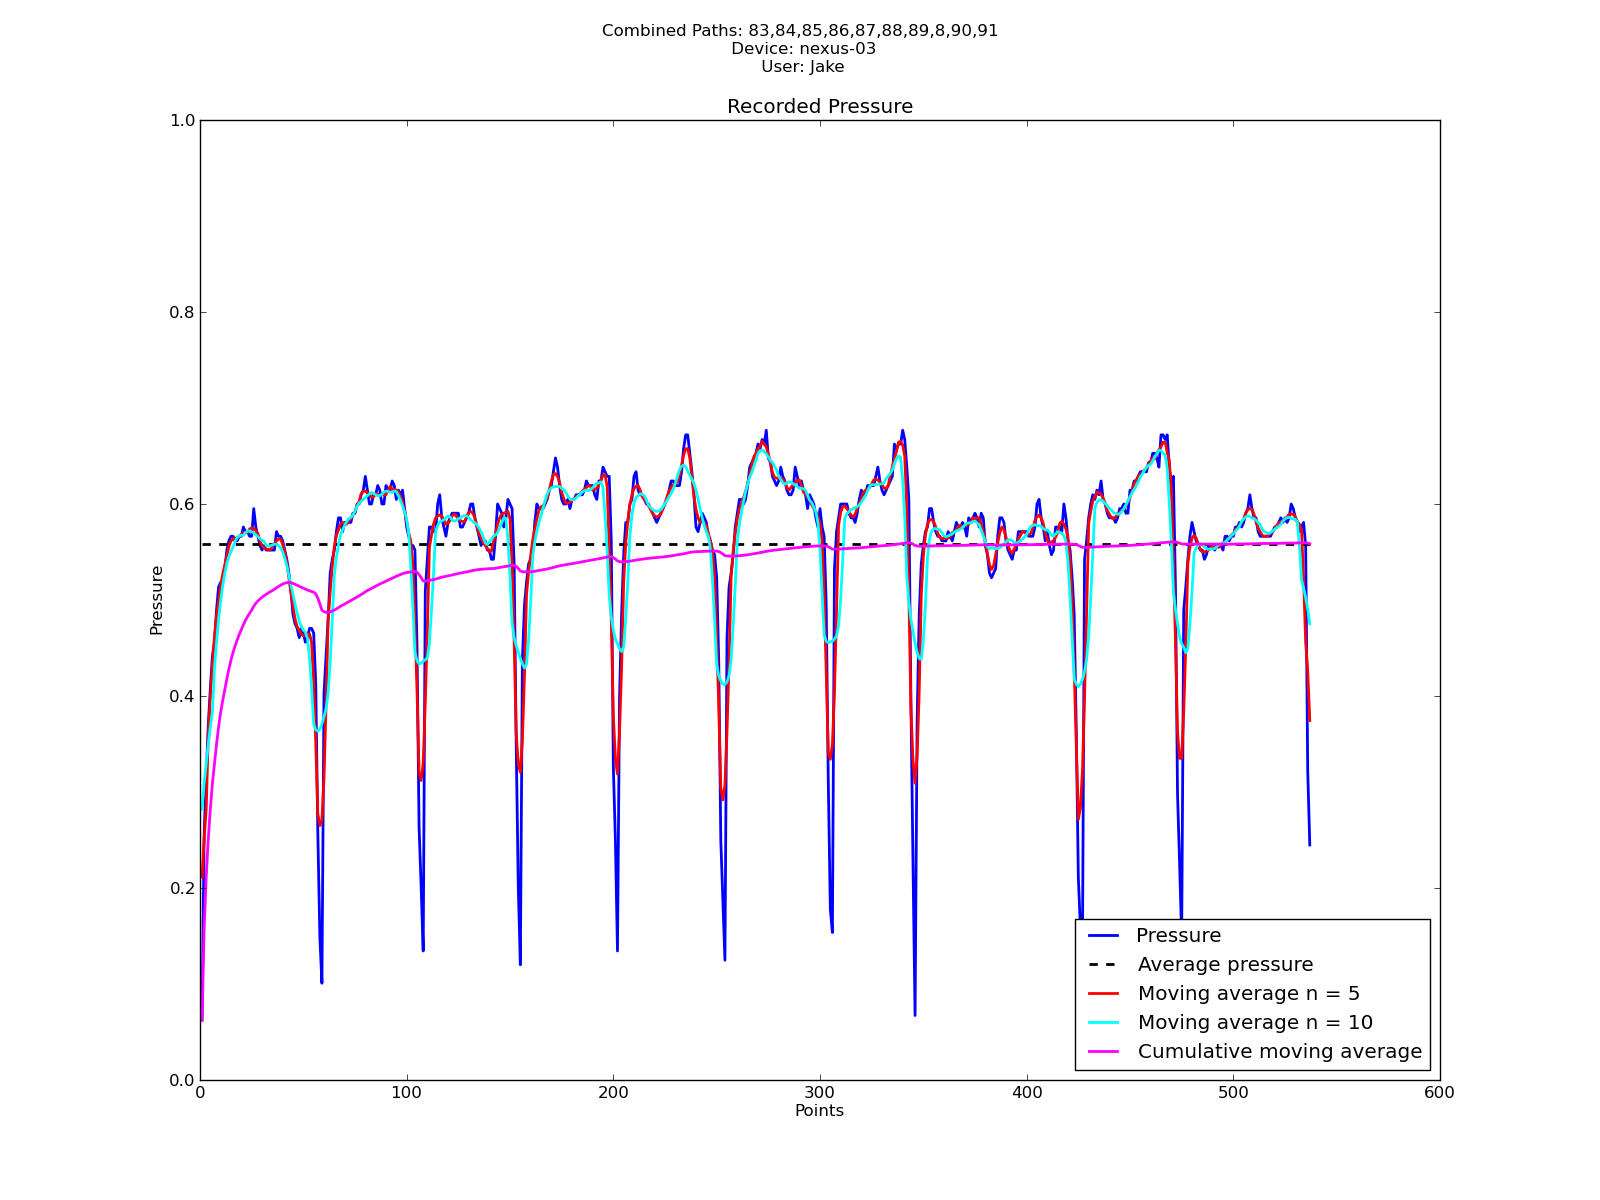 Combined Paths: 83,84,85,86,87,88,89,8,90,91
Device: nexus-03
User: Jake
Recorded Pressure
1.0
0.8
0.6
0.4
0.2
0.0
Pressure
0 100 200 300 400 500 600
Points
Pressure
Average pressure
Moving average n = 5
Moving average n = 10
Cumulative moving average